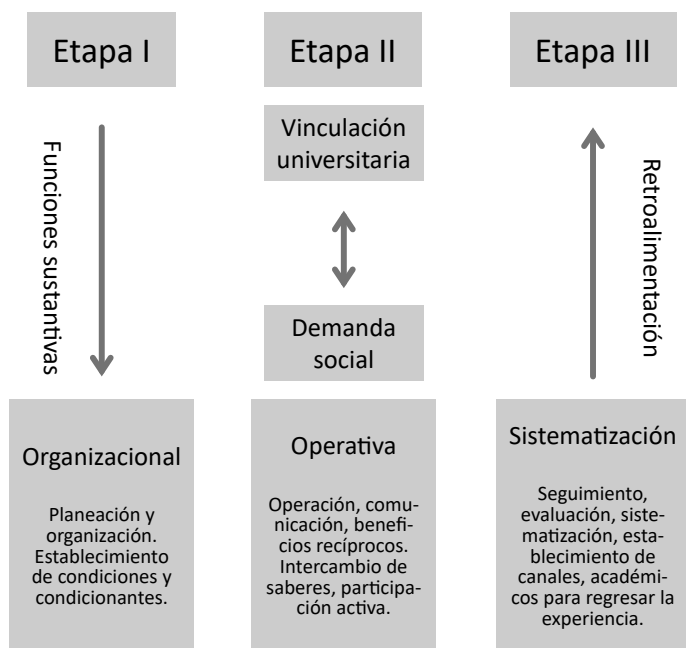 Etapa I
Funciones sustantivas
Organizacional
Planeación y
organización.
Establecimiento
de condiciones y
condicionantes.
Etapa II
Vinculación
universitaria
Demanda
social
Operativa
Operación, comu-
nicación, benefi-
cios recíprocos.
Intercambio de
saberes, participa-
ción activa.
Etapa III
Retroalimentación
Sistematización
Seguimiento,
evaluación, siste-
matización, esta-
blecimiento de
canales, académi-
cos para regresar la
experiencia.